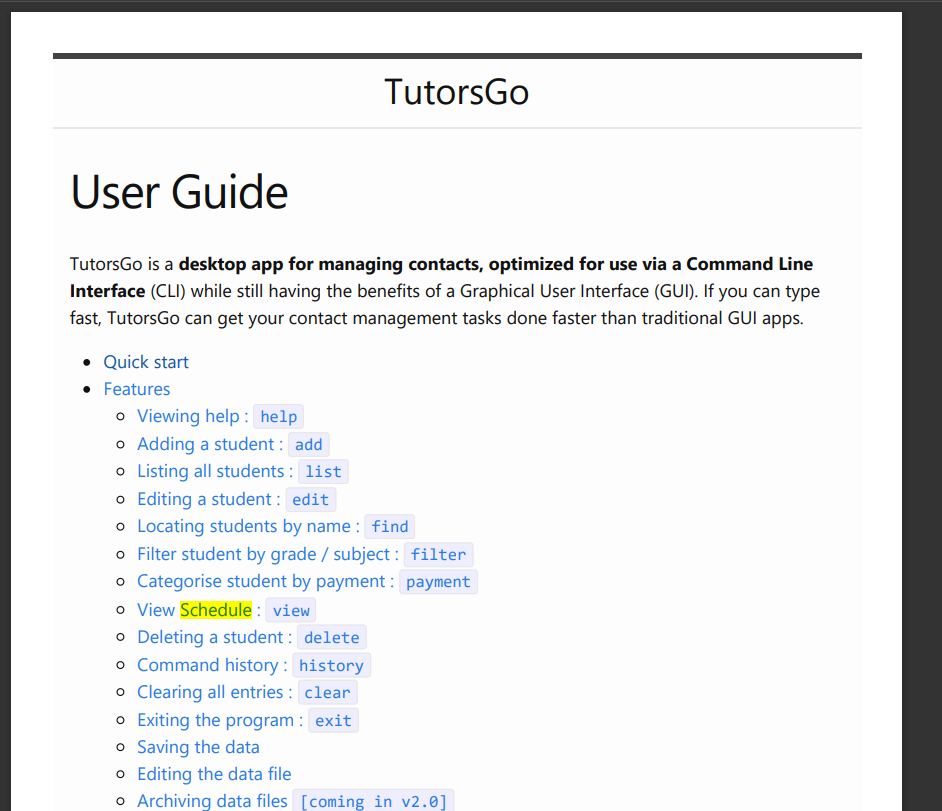 TutorsGo
User Guide
TutorsGo is a desktop app for managing contacts, optimized for use via a Command Line
Interface (CLI) while still having the benefits of a Graphical User Interface (GUI). If you can type
fast, TutorsGo can get your contact management tasks done faster than traditional GUI apps.
Quick start
Features
Viewing help : help
Adding a student : add
Listing all students : list
Editing a student : edit
Locating students by name : find
Filter student by grade / subject : filter
Categorise student by payment : payment
View Schedule : view
Deleting a student : delete
Command history : history
Clearing all entries : clear
Exiting the program : exit
Saving the data
Editing the data file
Archiving data files [coming in v2.0]